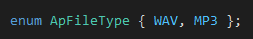 enum ApFileType { WAV, MP3 };